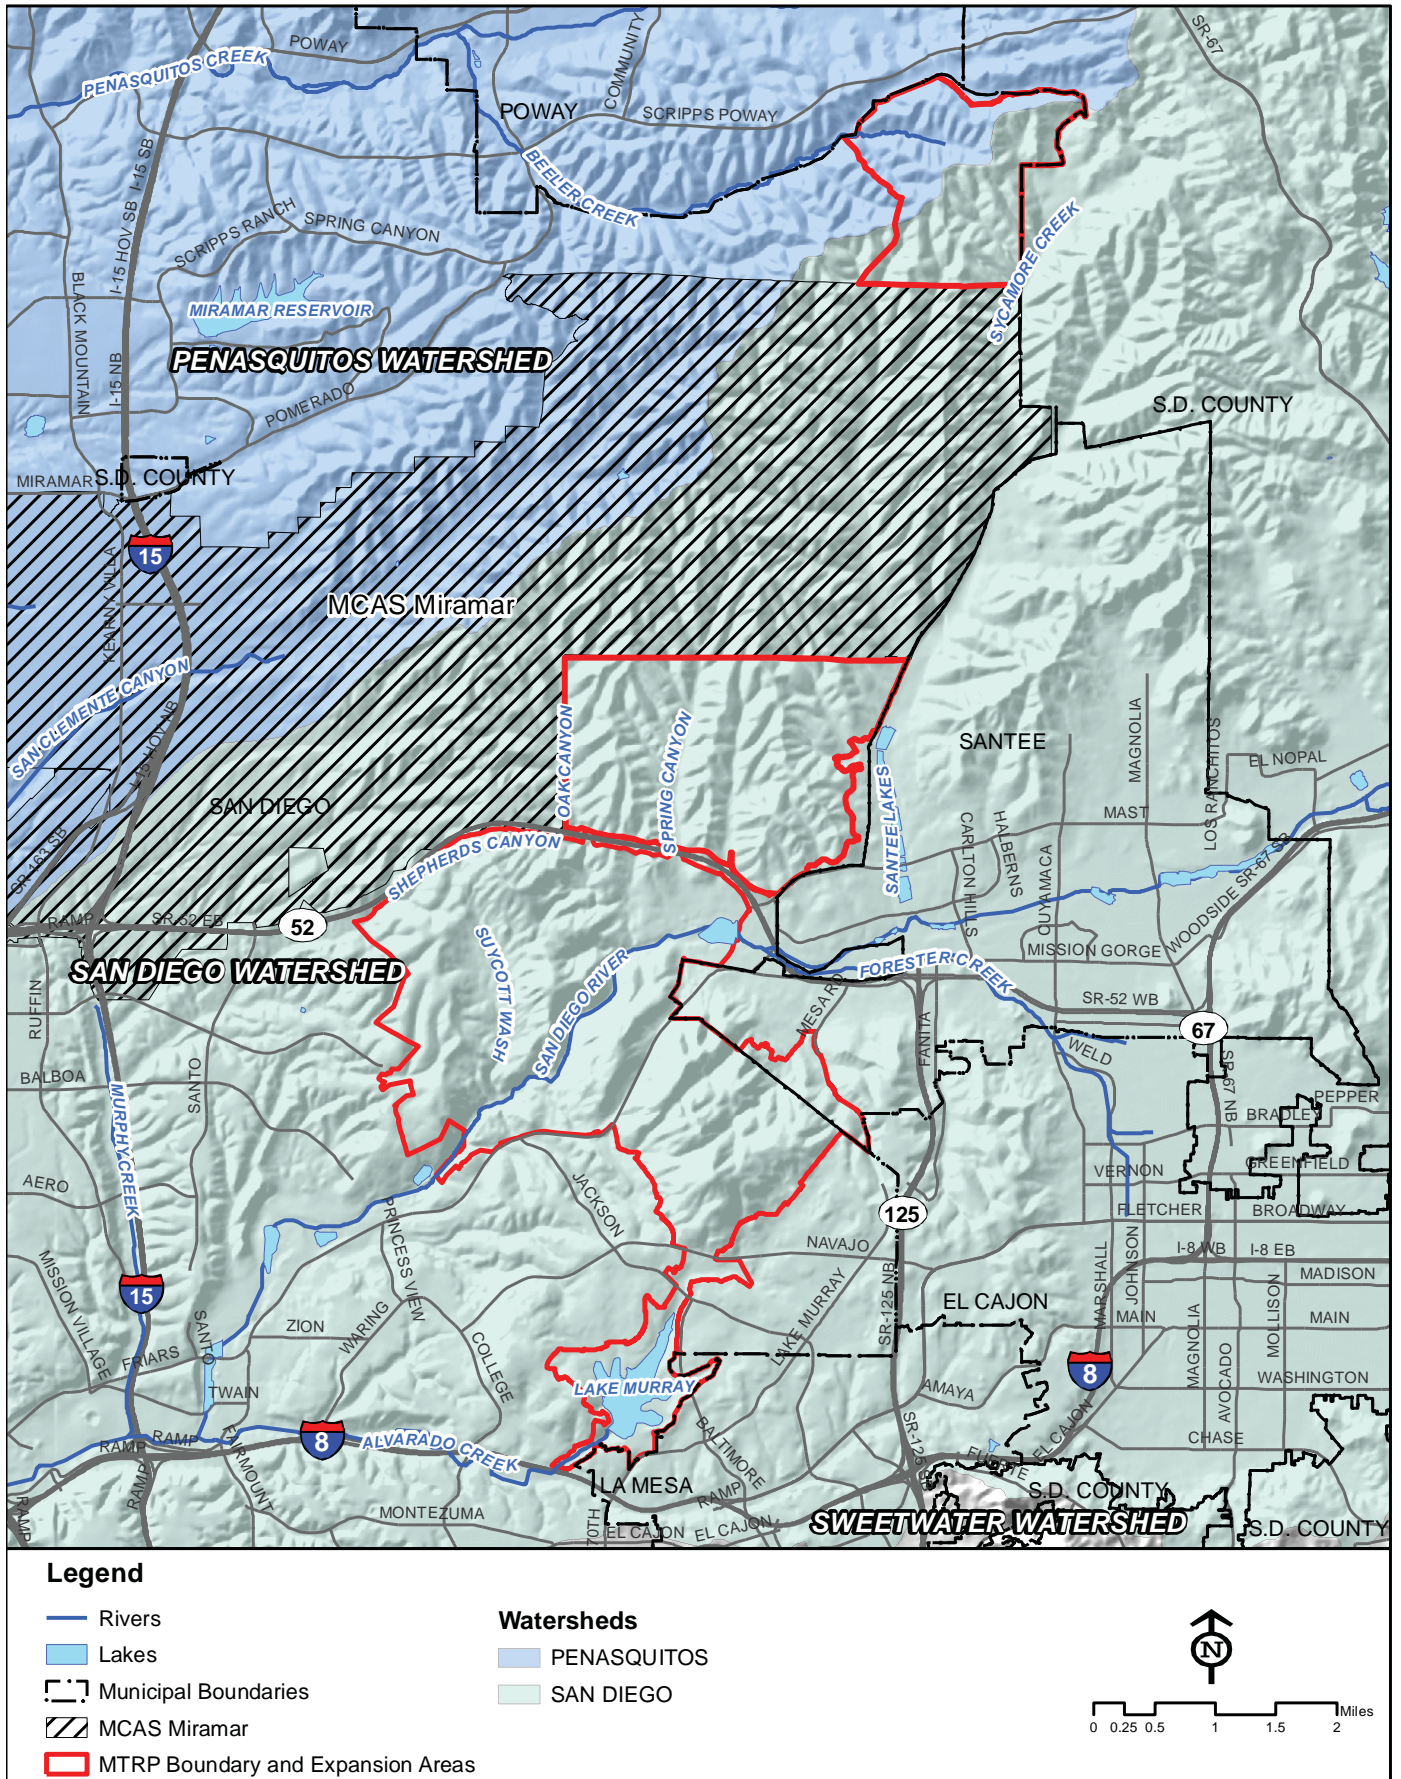 SR-67
POWAY
PENASQUITOS CREEK
COMMUNITY
POWAY
SCRIPPS POWAY
BEELER CREEK
I-15 SB
I-15 HOV SB
SCRIPPS RANCH
SPRING CANYON
SYCAMORE CREEK
BLACK MOUNTAIN
MIRAMAR RESERVOIR
PENASQUITOS WATERSHED
I-15 NB
POMERADO
S.D. COUNTY
MIRAMAR
S.D. COUNTY
15
KEARNY VILLA
MCAS Miramar
SAN CLEMENTE CANYON
I-15 HOV NB
OAK CANYON
SPRING CANYON
SANTEE
MAGNOLIA
LOS RANCHITOS
EL NOPAL
SAN DIEGO
SANTEE LAKES
MAST
CARLTON HILLS
HALBERNS
CUYAMACA
SHEPHERDS CANYON
SR-163 SB
WOODSIDE
SR-67 SB
RAMP
SR-52 EB
52
SUYCOTT WASH
SAN DIEGO RIVER
MISSION GORGE
FORESTER CREEK
SAN DIEGO WATERSHED
RUFFIN
MESA RD
SR-52 WB
67
FANITA
WELD
BALBOA
SANTO
MURPHY CREEK
SR-67 NB
PEPPER
BRADLEY
AERO
JACKSON
VERNON
GREENFIELD
PRINCESS VIEW
125
FLETCHER
BROADWAY
MISSION VILLAGE
NAVAJO
I-8 WB
I-8 EB
MADISON
15
SR-125 NB
MARSHALL
JOHNSON
EL CAJON
MAIN
MAGNOLIA
MOLLISON
MAIN
SANTO
ZION
WARING
LAKE MURRAY
COLLEGE
FRIARS
TWAIN
LAKE MURRAY
8
AMAYA
AVOCADO
WASHINGTON
FAIRMOUNT
BALTIMORE
SR-125 SB
EL CAJON
CHASE
RAMP
RAMP
8
ALVARADO CREEK
FUERTE
RAMP
LA MESA
RAMP
S.D. COUNTY
RAMP
MONTEZUMA
70TH
EL CAJON
EL CAJON
SWEETWATER WATERSHED
S.D. COUNTY
Legend
Rivers
Lakes
Municipal Boundaries
MCAS Miramar
MTRP Boundary and Expansion Areas
Watersheds
PENASQUITOS
SAN DIEGO
N
Miles
0 0.25 0.5 1 1.5 2